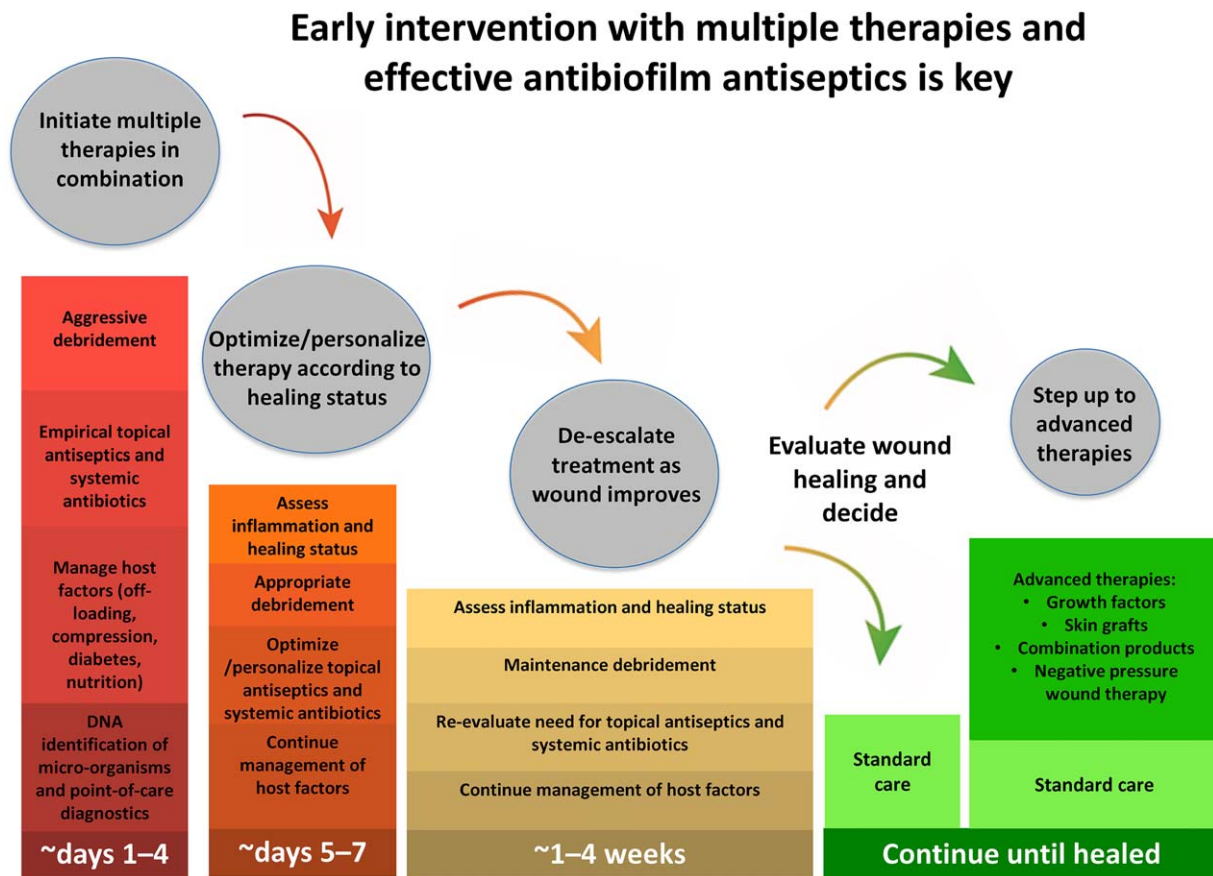 Early intervention with multiple therapies and
effective antibiofilm antiseptics is key
Initiate multiple
therapies in
combination
Aggressive
debridement
Empirical topical
antiseptics and
systemic
antibiotics
Manage host
factors (off-
loading,
compression,
diabetes,
nutrition)
DNA
identification of
micro-organisms
and point-of-care
diagnostics
~days 1–4
Optimize/personalize
therapy according to
healing status
Assess
inflammation and
healing status
Appropriate
debridement
Optimize
/personalize topical
antiseptics and
systemic antibiotics
Continue
management of
host factors
~days 5–7
De-escalate
treatment as
wound improves
Assess inflammation and healing status
Maintenance debridement
Re-evaluate need for topical antiseptics and
systemic antibiotics
Continue management of host factors
~1–4 weeks
Evaluate wound
healing and
decide
Standard
care
Step up to
advanced
therapies
Advanced therapies:
• Growth factors
• Skin grafts
• Combination products
• Negative pressure
wound therapy
Standard care
Continue until healed